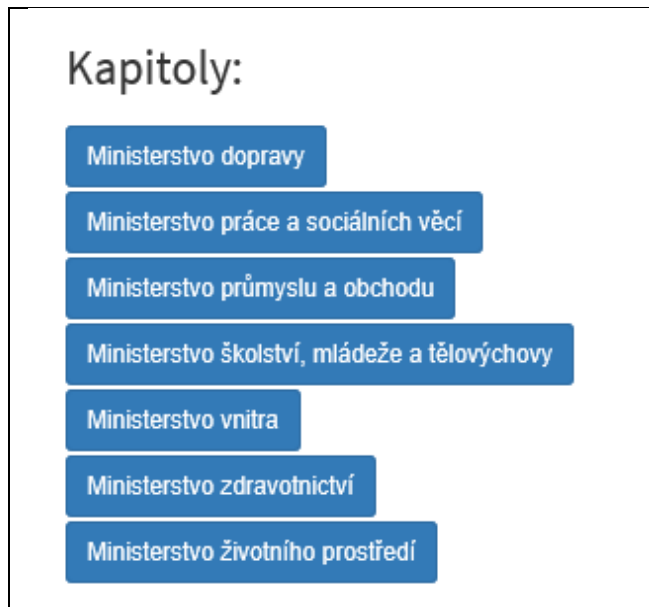 Kapitoly:
Ministerstvo dopravy
Ministerstvo práce a sociálních věcí
Ministerstvo průmyslu a obchodu
Ministerstvo školství, mládeže a tělovýchovy
Ministerstvo vnitra
Ministerstvo zdravotnictví
Ministerstvo životního prostředí